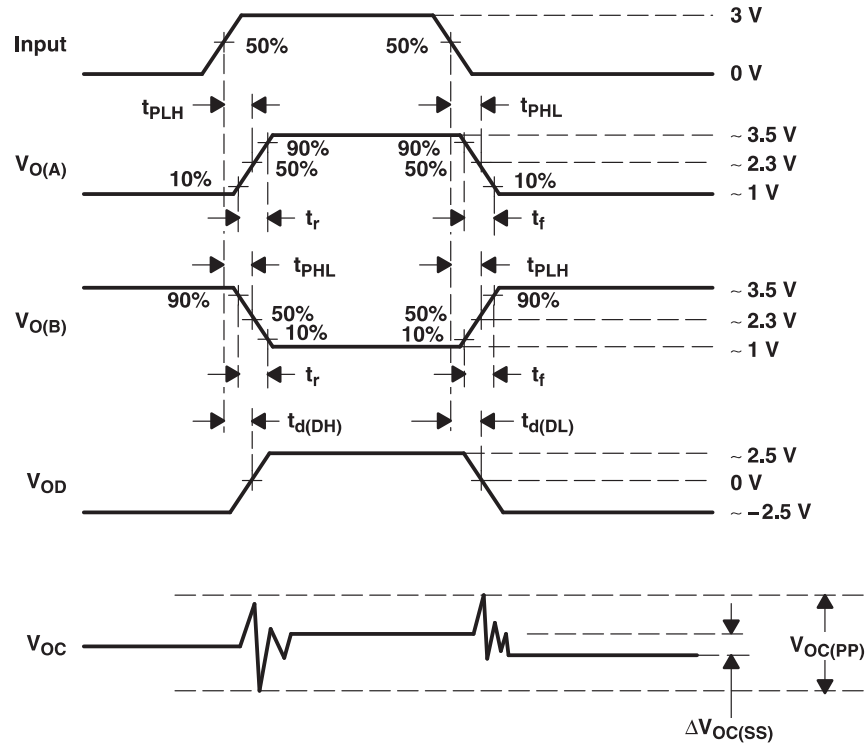 3 V
Input
50%
50%
0 V
tPLH
tPHL
~ 3.5 V
90%
90%
VO(A)
50%
50%
~ 2.3 V
10%
10%
~ 1 V
tr
tf
tPHL
tPLH
90%
90%
~ 3.5 V
VO(B)
50%
50%
~ 2.3 V
10%
10%
~ 1 V
tr
tf
td(DH)
td(DL)
~ 2.5 V
VOD
0 V
~ −2.5 V
VOC
VOC(PP)
ΔVOC(SS)